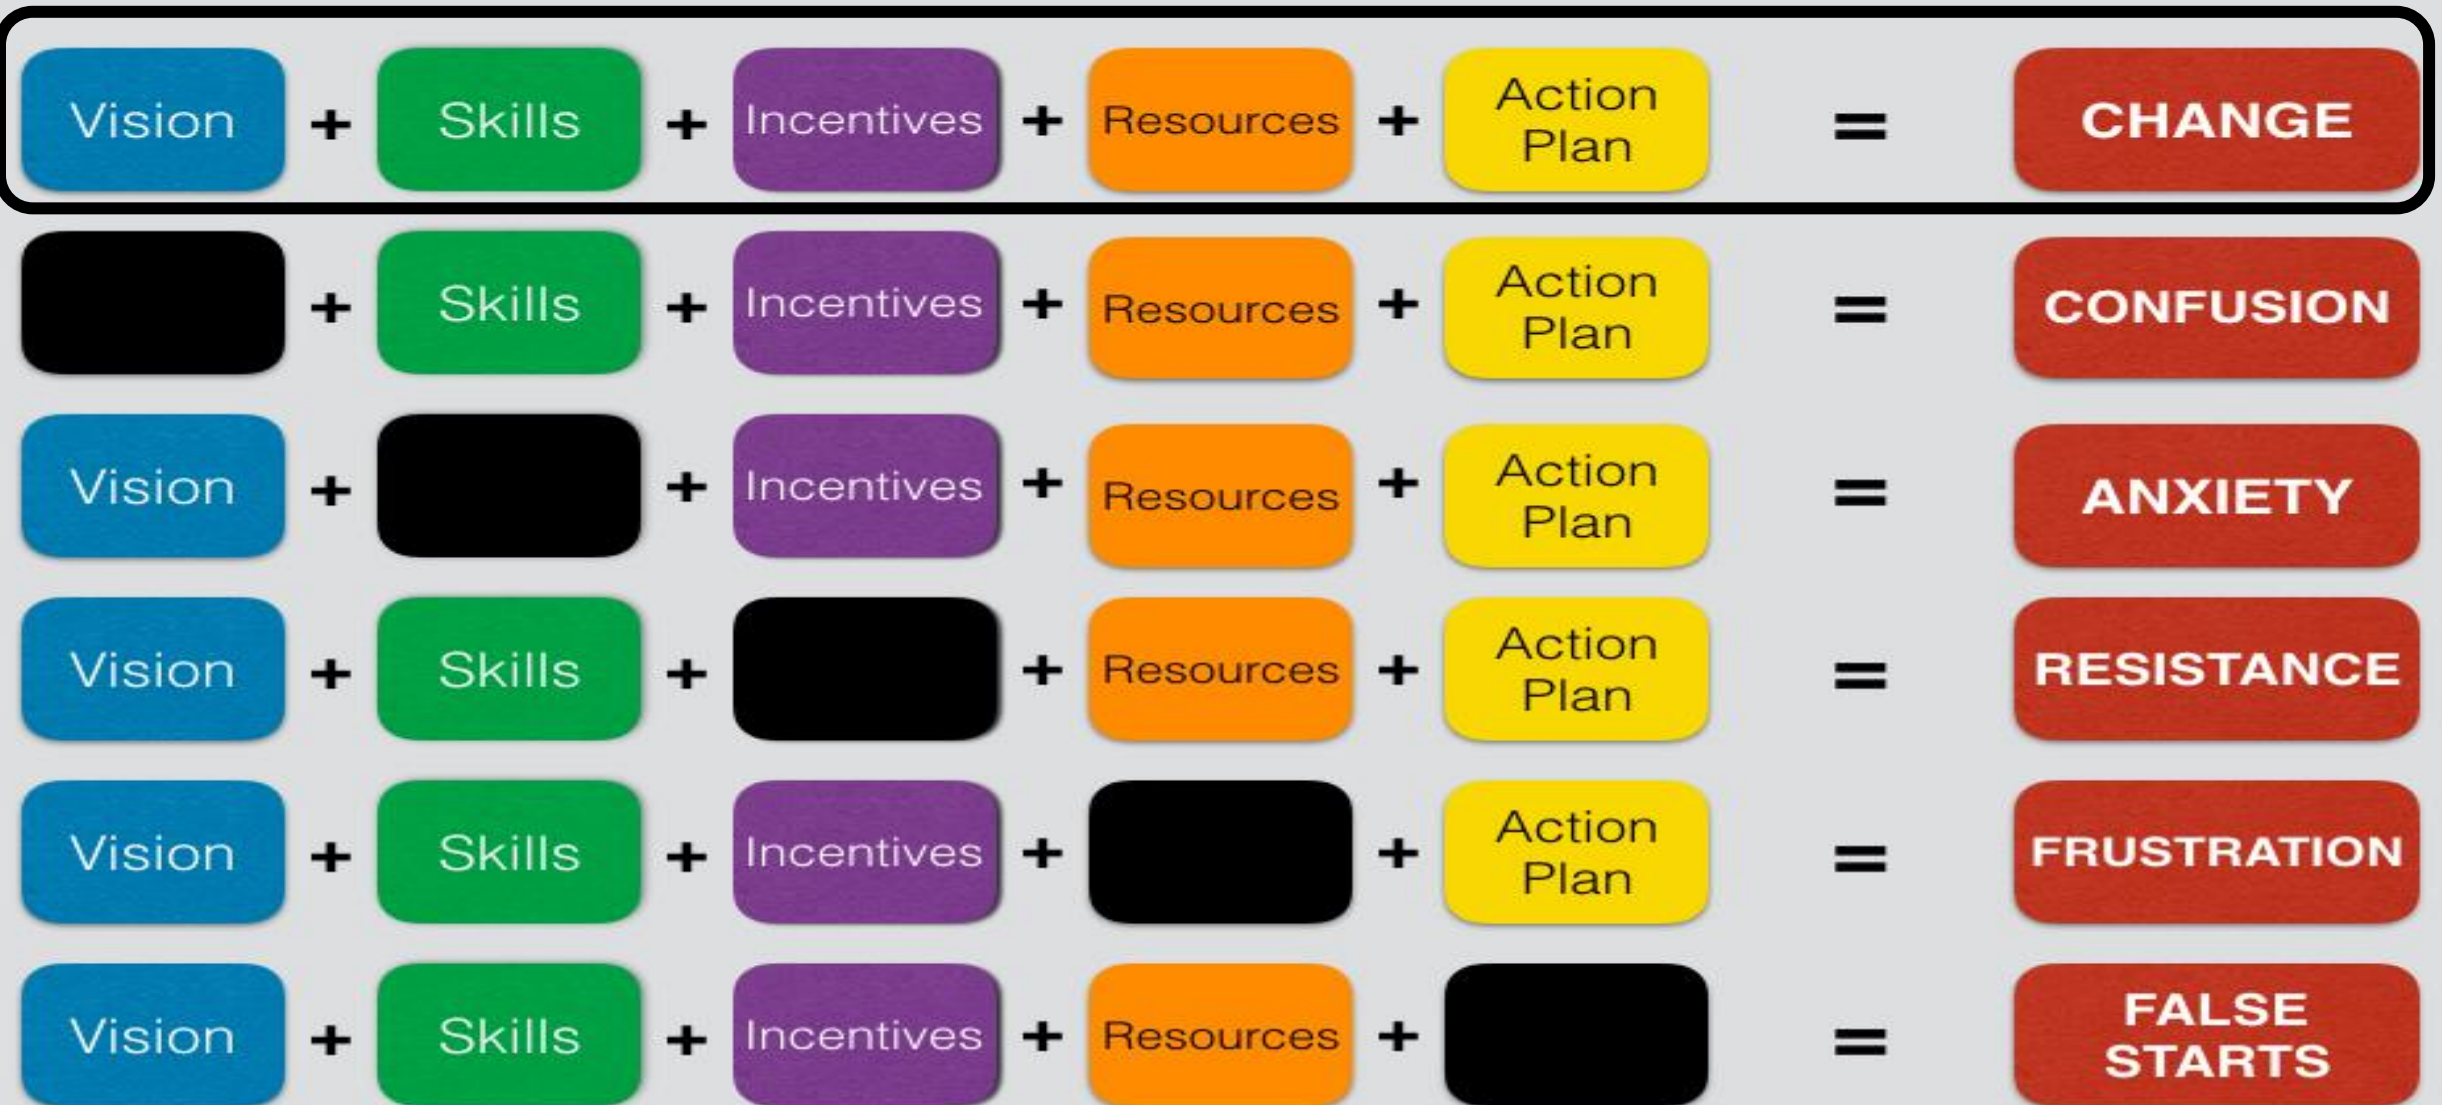 Vision + Skills + Incentives + Resources + Action Plan = CHANGE
+ Skills + Incentives + Resources + Action Plan = CONFUSION
Vision + + Incentives + Resources + Action Plan = ANXIETY
Vision + Skills + + Resources + Action Plan = RESISTANCE
Vision + Skills + Incentives + + Action Plan = FRUSTRATION
Vision + Skills + Incentives + Resources + = FALSE STARTS